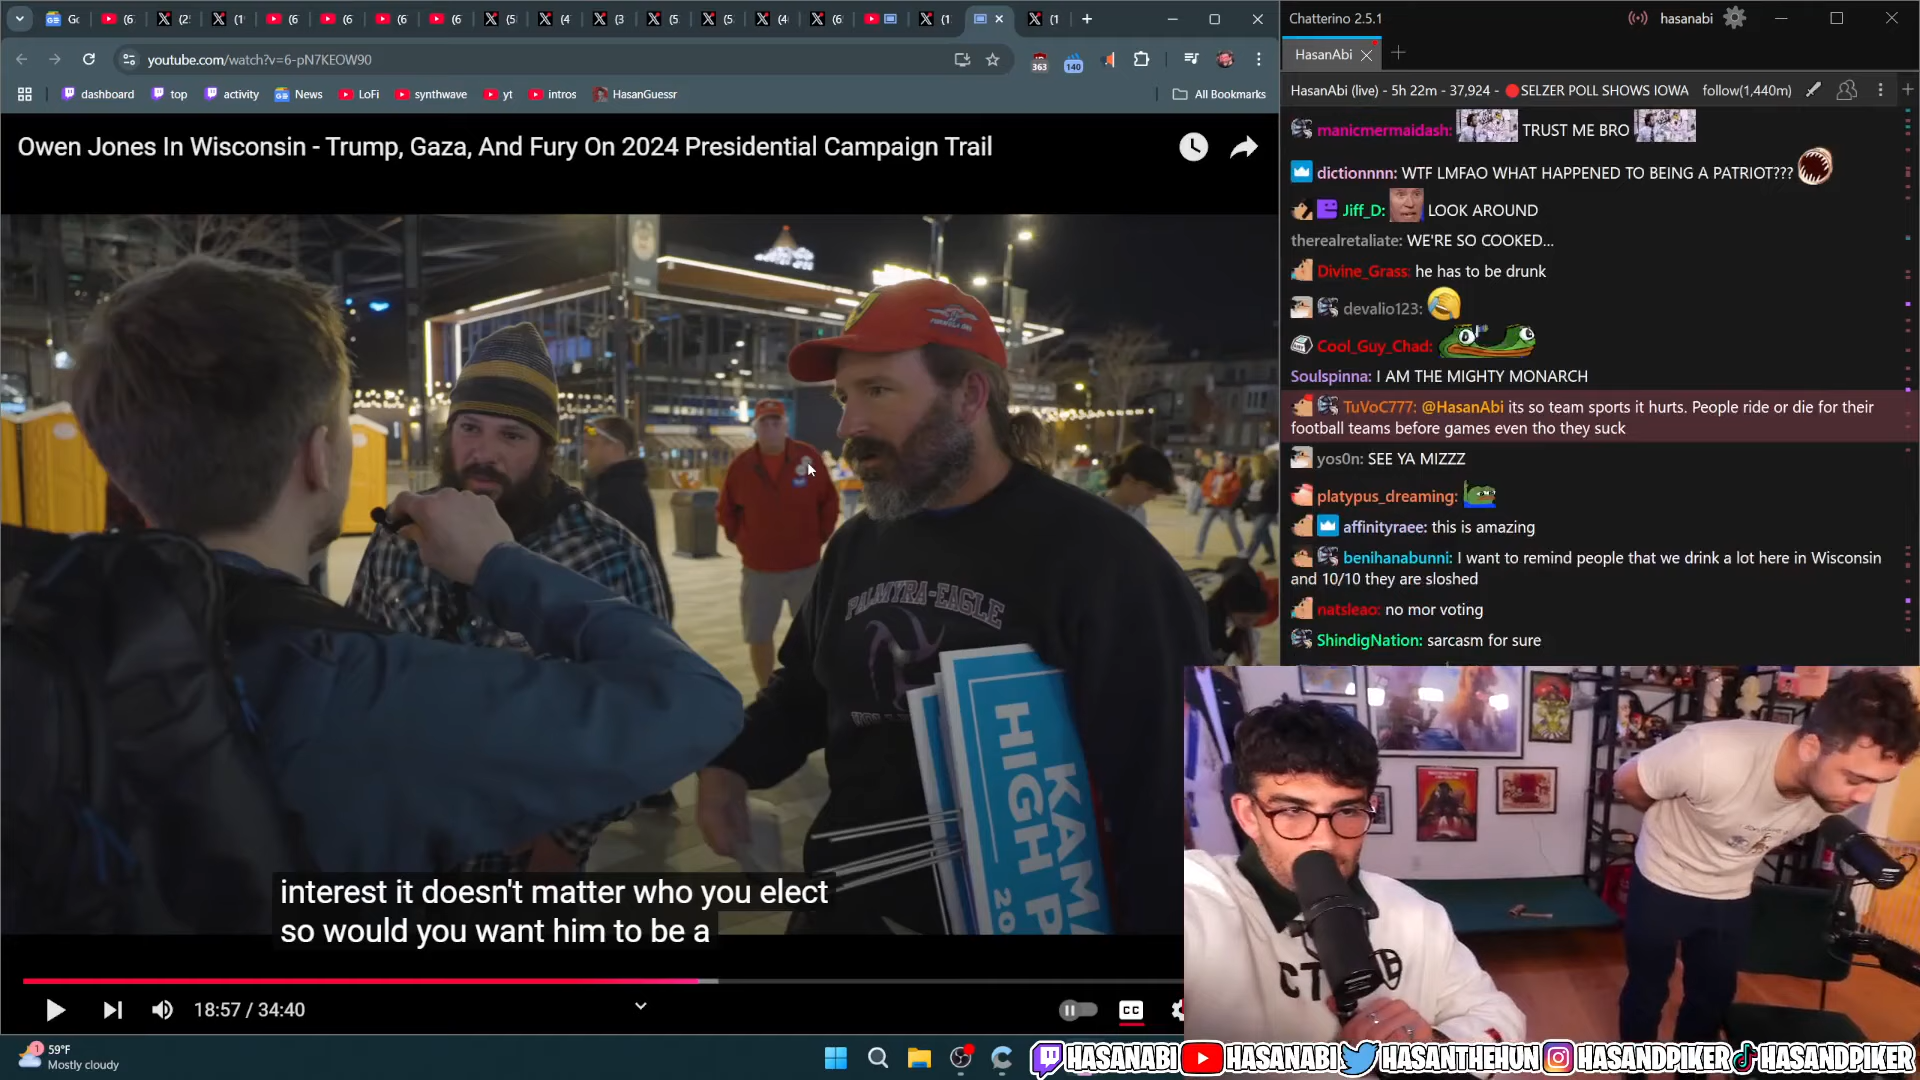 Chatterino 2.5.1
hasanabi
youtube.com/watch?v=6-pN7KEOW90
363
140
HasanAbi
dashboard
top
activity
News
LoFi
synthwave
yt
intros
HasanGuessr
All Bookmarks
HasanAbi (live) - 5h 22m - 37,924 - 🔴SELZER POLL SHOWS IOWA
follow(1,440m)
Owen Jones In Wisconsin - Trump, Gaza, And Fury On 2024 Presidential Campaign Trail
manicmermaidash: TRUST ME BRO
dictionnnn: WTF LMFAO WHAT HAPPENED TO BEING A PATRIOT???
Jiff_D: LOOK AROUND
therealretaliate: WE'RE SO COOKED...
Divine_Grass: he has to be drunk
devalio123:
Cool_Guy_Chad:
Soulspinna: I AM THE MIGHTY MONARCH
TuVoC777: @HasanAbi its so team sports it hurts. People ride or die for their
football teams before games even tho they suck
yos0n: SEE YA MIZZZ
platypus_dreaming:
affinityraee: this is amazing
benihanabunni: I want to remind people that we drink a lot here in Wisconsin
and 10/10 they are sloshed
natsleao: no mor voting
ShindigNation: sarcasm for sure
PALMYRA-EAGLE
KAMA
HIGH P
20
interest it doesn't matter who you elect
so would you want him to be a
18:57 / 34:40
CC
1
59°F
Mostly cloudy
HASANABI
HASANABI
HASANTHEHUN
HASANDPIKER
HASANDPIKER